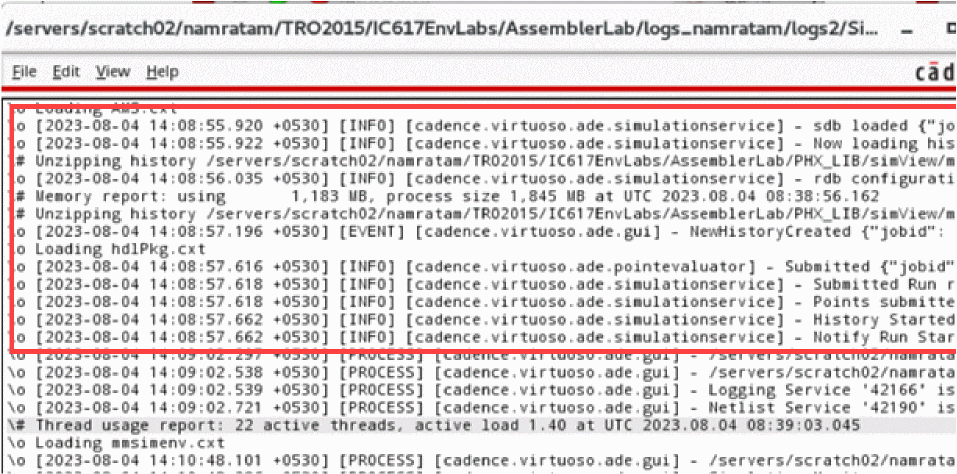 /servers/scratch02/namratam/TRO2015/IC617EnvLabs/AssemblerLab/logs_namratam/logs2/Si...
File Edit View Help
cād
\o Loading AMS.cxt
\o [2023-08-04 14:08:55.920 +0530] [INFO] [cadence.virtuoso.ade.simulationservice] - sdb loaded {"jo
\o [2023-08-04 14:08:55.922 +0530] [INFO] [cadence.virtuoso.ade.simulationservice] - Now loading his
\# Unzipping history /servers/scratch02/namratam/TRO2015/IC617EnvLabs/AssemblerLab/PHX_LIB/simView/m
\o [2023-08-04 14:08:56.035 +0530] [INFO] [cadence.virtuoso.ade.simulationservice] - rdb configurati
\# Memory report: using 1,183 MB, process size 1,845 MB at UTC 2023.08.04 08:38:56.162
\# Unzipping history /servers/scratch02/namratam/TRO2015/IC617EnvLabs/AssemblerLab/PHX_LIB/simView/m
\o [2023-08-04 14:08:57.196 +0530] [EVENT] [cadence.virtuoso.ade.gui] - NewHistoryCreated {"jobid":
\o Loading hdlPkg.cxt
\o [2023-08-04 14:08:57.616 +0530] [INFO] [cadence.virtuoso.ade.pointevaluator] - Submitted {"jobid"
\o [2023-08-04 14:08:57.618 +0530] [INFO] [cadence.virtuoso.ade.simulationservice] - Submitted Run r
\o [2023-08-04 14:08:57.618 +0530] [INFO] [cadence.virtuoso.ade.simulationservice] - Points submitte
\o [2023-08-04 14:08:57.662 +0530] [INFO] [cadence.virtuoso.ade.simulationservice] - History Started
\o [2023-08-04 14:08:57.662 +0530] [INFO] [cadence.virtuoso.ade.simulationservice] - Notify Run Star
\o [2023-08-04 14:09:02.297 +0530] [PROCESS] [cadence.virtuoso.ade.gui] - /servers/scratch02/namrata
\o [2023-08-04 14:09:02.538 +0530] [PROCESS] [cadence.virtuoso.ade.gui] - /servers/scratch02/namrata
\o [2023-08-04 14:09:02.539 +0530] [PROCESS] [cadence.virtuoso.ade.gui] - Logging Service '42166' is
\o [2023-08-04 14:09:02.721 +0530] [PROCESS] [cadence.virtuoso.ade.gui] - Netlist Service '42190' is
\# Thread usage report: 22 active threads, active load 1.40 at UTC 2023.08.04 08:39:03.045
\o Loading mmsimenv.cxt
\o [2023-08-04 14:10:48.101 +0530] [PROCESS] [cadence.virtuoso.ade.gui] - /servers/scratch02/namrata